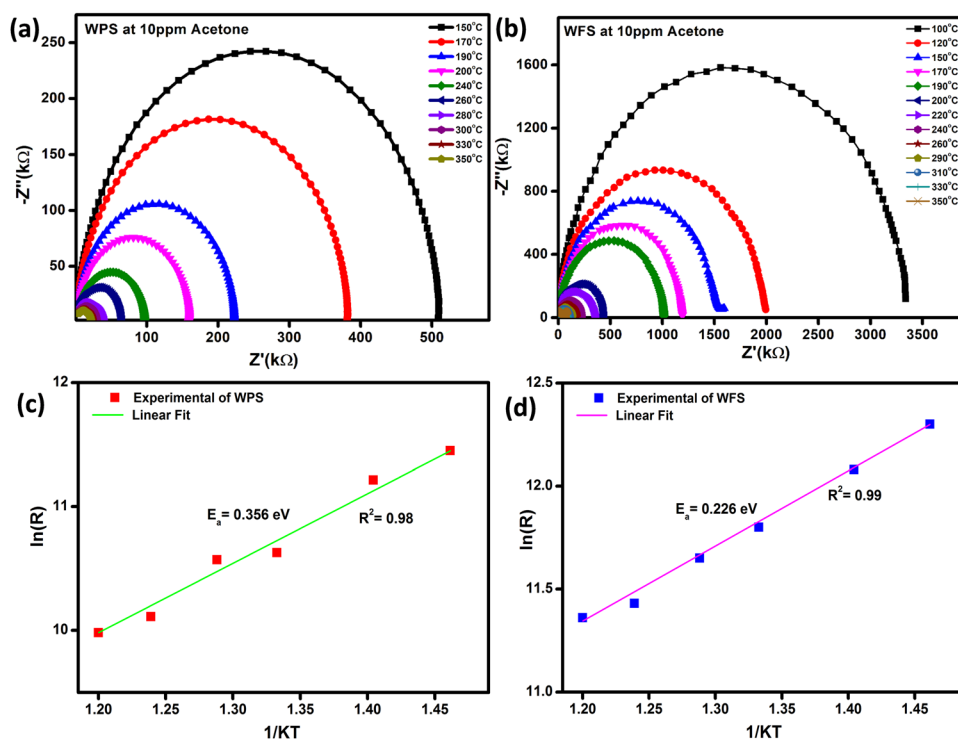 (a)
WPS at 10ppm Acetone
150°C
170°C
190°C
200°C
240°C
260°C
280°C
300°C
330°C
350°C
-Z''(kΩ)
-250
-200
-150
-100
-50
100
200
300
400
500
Z'(kΩ)
(b)
WFS at 10ppm Acetone
100°C
120°C
150°C
170°C
190°C
200°C
220°C
240°C
260°C
290°C
310°C
330°C
350°C
-Z''(kΩ)
-1600
-1200
-800
-400
0
0
500
1000
1500
2000
2500
3000
3500
Z'(kΩ)
(c)
Experimental of WPS
Linear Fit
Eₐ = 0.356 eV
R²= 0.98
ln(R)
12
11
10
1.20
1.25
1.30
1.35
1.40
1.45
1/KT
(d)
Experimental of WFS
Linear Fit
Eₐ = 0.226 eV
R²= 0.99
ln(R)
12.5
12.0
11.5
11.0
1.20
1.25
1.30
1.35
1.40
1.45
1/KT